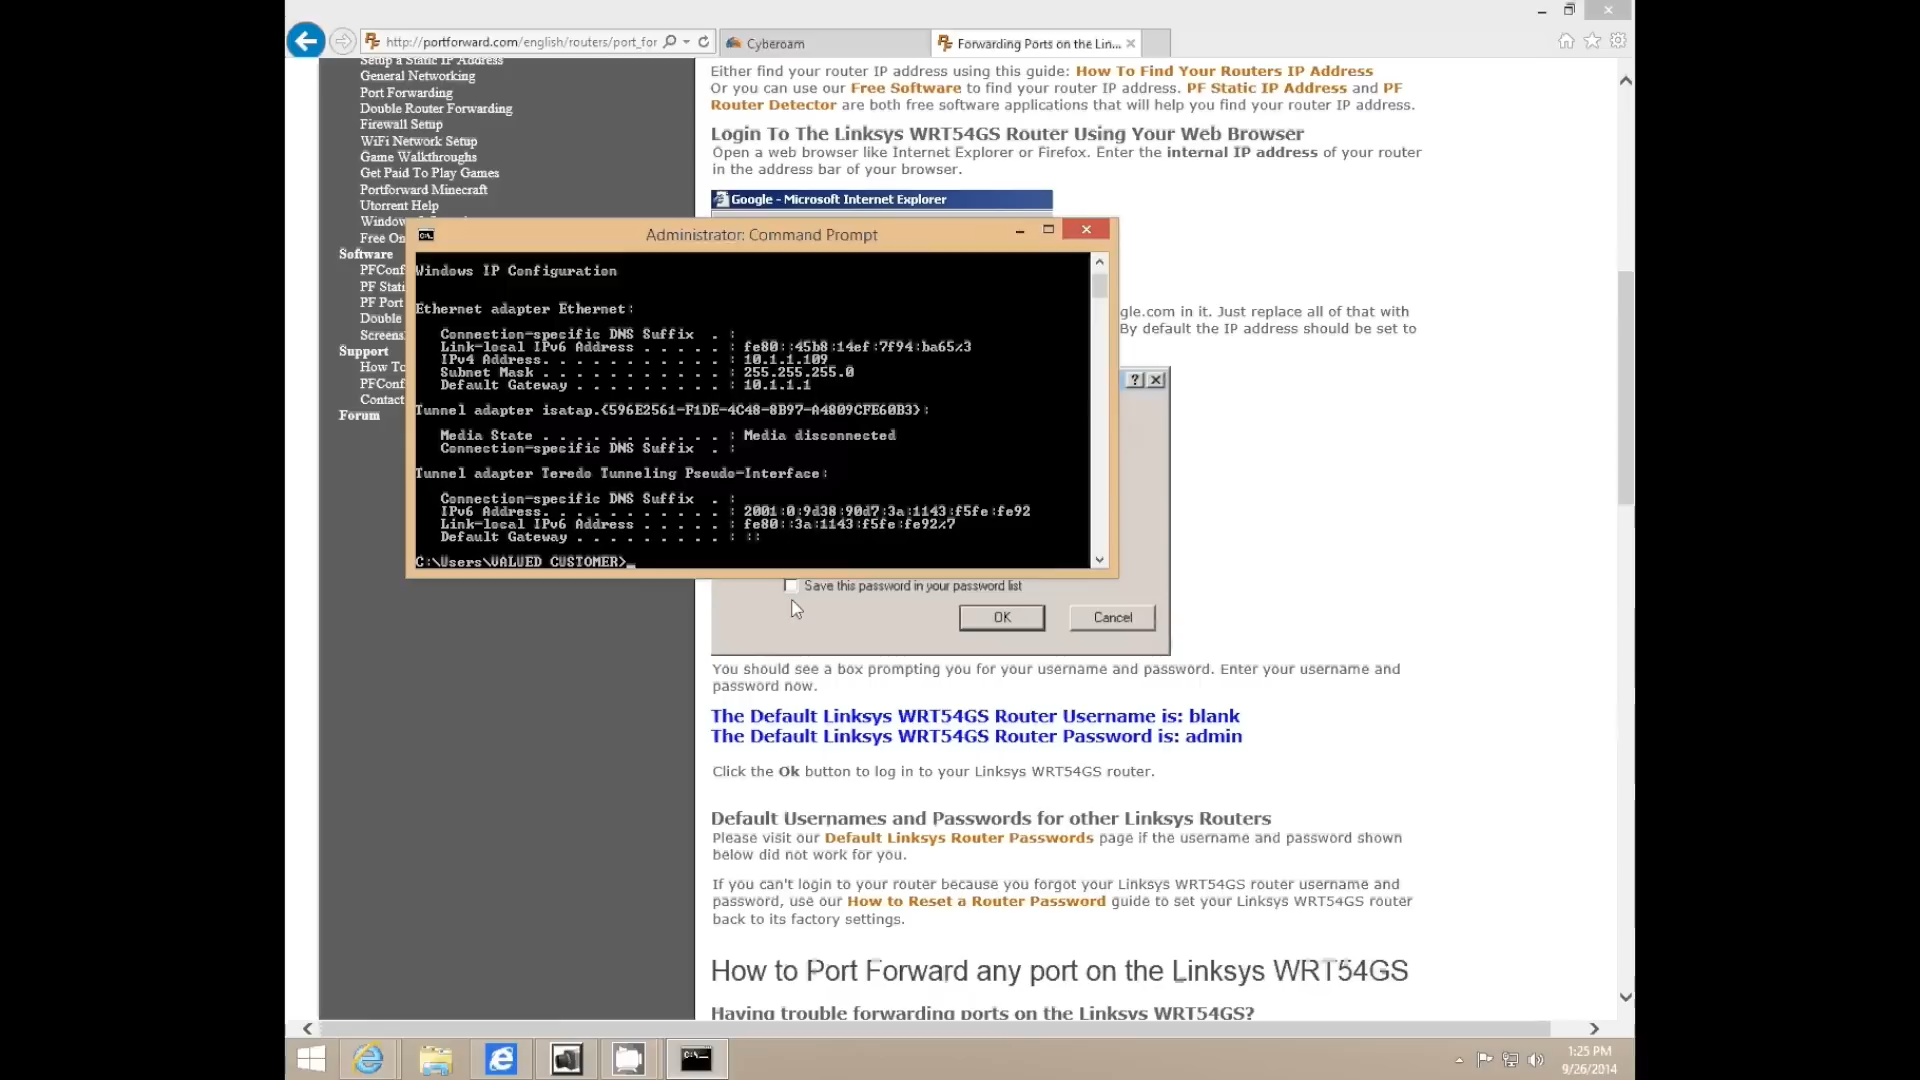 http://portforward.com/english/routers/port_for
Cyberoam
Forwarding Ports on the Lin...
Setup a Static IP Address
General Networking
Port Forwarding
Double Router Forwarding
Firewall Setup
WiFi Network Setup
Game Walkthroughs
Get Paid To Play Games
Portforward Minecraft
Utorrent Help
Window
Free On
Software
PFConf
PF Stati
PF Port
Double
Screens
Support
How To
PFConf
Contact
Forum
Either find your router IP address using this guide: How To Find Your Routers IP Address
Or you can use our Free Software to find your router IP address. PF Static IP Address and PF
Router Detector are both free software applications that will help you find your router IP address.
Login To The Linksys WRT54GS Router Using Your Web Browser
Open a web browser like Internet Explorer or Firefox. Enter the internal IP address of your router
in the address bar of your browser.
Google - Microsoft Internet Explorer
gle.com in it. Just replace all of that with
By default the IP address should be set to
Administrator: Command Prompt
Windows IP Configuration
Ethernet adapter Ethernet:
Connection-specific DNS Suffix . :
Link-local IPv6 Address . . . . . : fe80::45b8:14ef:7f94:ba65%3
IPv4 Address. . . . . . . . . . . : 10.1.1.109
Subnet Mask . . . . . . . . . . . : 255.255.255.0
Default Gateway . . . . . . . . . : 10.1.1.1
Tunnel adapter isatap.{596E2561-F1DE-4C48-8B97-A4809CFE60B3}:
Media State . . . . . . . . . . . : Media disconnected
Connection-specific DNS Suffix . :
Tunnel adapter Teredo Tunneling Pseudo-Interface:
Connection-specific DNS Suffix . :
IPv6 Address. . . . . . . . . . . : 2001:0:9d38:90d7:3a:1143:f5fe:fe92
Link-local IPv6 Address . . . . . : fe80::3a:1143:f5fe:fe92%7
Default Gateway . . . . . . . . . : ::
C:\Users\VALUED CUSTOMER>_
Save this password in your password list
OK
Cancel
You should see a box prompting you for your username and password. Enter your username and
password now.
The Default Linksys WRT54GS Router Username is: blank
The Default Linksys WRT54GS Router Password is: admin
Click the Ok button to log in to your Linksys WRT54GS router.
Default Usernames and Passwords for other Linksys Routers
Please visit our Default Linksys Router Passwords page if the username and password shown
below did not work for you.
If you can't login to your router because you forgot your Linksys WRT54GS router username and
password, use our How to Reset a Router Password guide to set your Linksys WRT54GS router
back to its factory settings.
How to Port Forward any port on the Linksys WRT54GS
Having trouble forwarding ports on the Linksys WRT54GS?
1:25 PM
9/26/2014